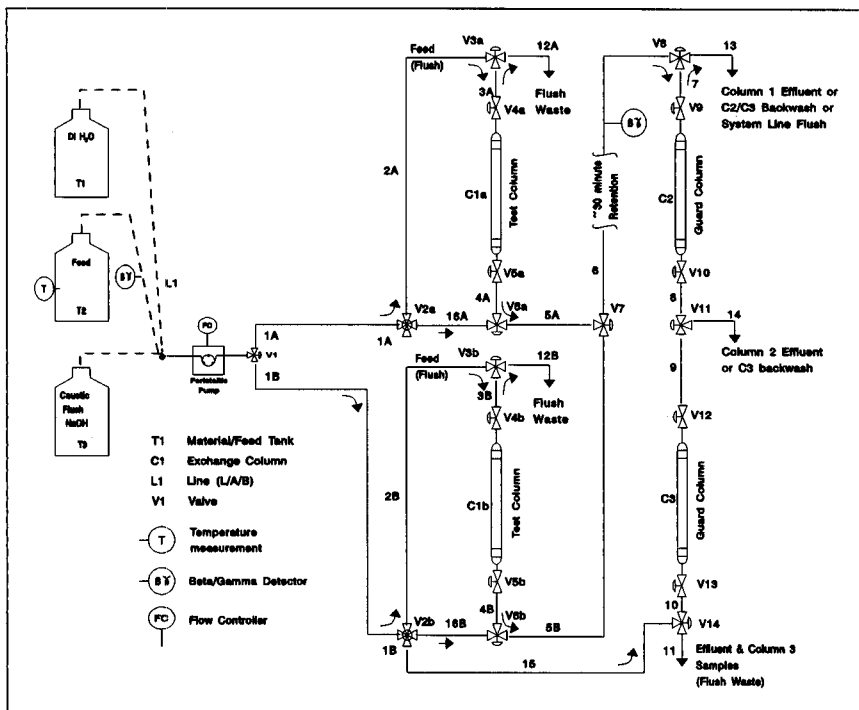 DI H₂O
T1
Feed
T2
T
βγ
L1
Caustic
Flush
NaOH
T3
FC
Peristaltic
Pump
V1
1A
1B
T1 Material/Feed Tank
C1 Exchange Column
L1 Line (L/A/B)
V1 Valve
T Temperature
measurement
βγ Beta/Gamma Detector
FC Flow Controller
Feed
(Flush)
V3a
12A
Flush
Waste
3A
V4a
2A
C1a
Test Column
V5a
4A
V6a
V2a
1A
16A
5A
Feed
(Flush)
V3b
12B
Flush
Waste
3B
V4b
2B
C1b
Test Column
V5b
4B
V6b
V2b
1B
16B
5B
15
βγ
~30 minute
Retention
6
V7
V8
13
7
Column 1 Effluent or
C2/C3 Backwash or
System Line Flush
V9
C2
Guard Column
V10
8
V11
14
Column 2 Effluent
or C3 backwash
9
V12
C3
Guard Column
V13
10
V14
11
Effluent & Column 3
Samples
(Flush Waste)